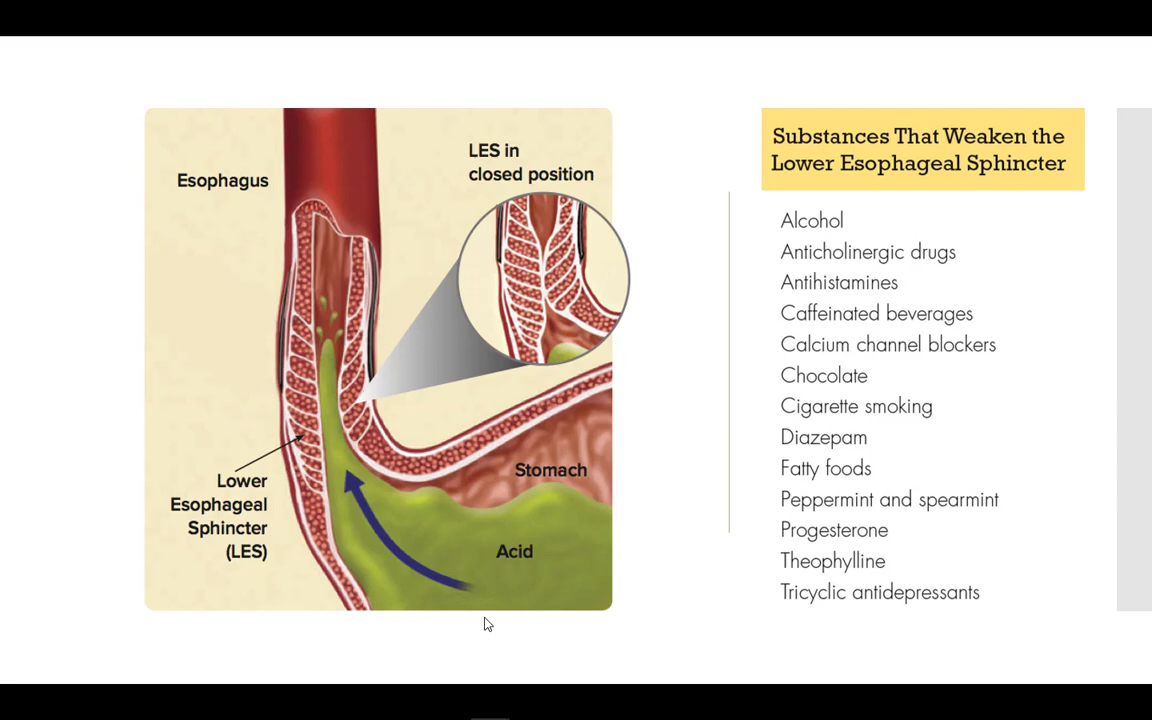 Esophagus
LES in
closed position
Lower
Esophageal
Sphincter
(LES)
Stomach
Acid
Substances That Weaken the
Lower Esophageal Sphincter
Alcohol
Anticholinergic drugs
Antihistamines
Caffeinated beverages
Calcium channel blockers
Chocolate
Cigarette smoking
Diazepam
Fatty foods
Peppermint and spearmint
Progesterone
Theophylline
Tricyclic antidepressants